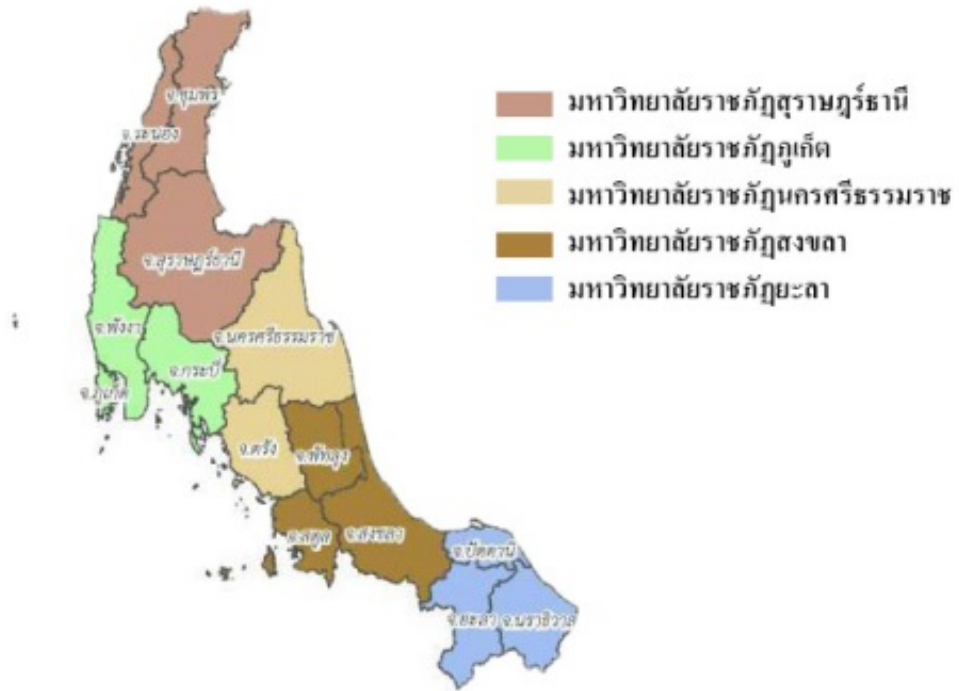 จ.ชุมพร
จ.ระนอง
จ.สุราษฎร์ธานี
จ.พังงา
จ.นครศรีธรรมราช
จ.กระบี่
จ.ภูเก็ต
จ.ตรัง
จ.พัทลุง
จ.สตูล
จ.สงขลา
จ.ปัตตานี
จ.ยะลา
จ.นราธิวาส
มหาวิทยาลัยราชภัฏสุราษฎร์ธานี
มหาวิทยาลัยราชภัฏภูเก็ต
มหาวิทยาลัยราชภัฏนครศรีธรรมราช
มหาวิทยาลัยราชภัฏสงขลา
มหาวิทยาลัยราชภัฏยะลา